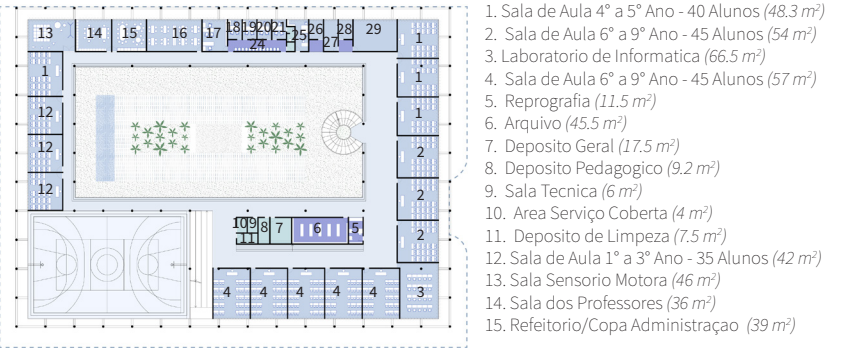 13 14 15 16 17 18 19 20 21 24 25 26 27 28 29
1 1
1 1
12 1
12 2
12 2
10 9 8 7 6 5 2
11
4 4 4 4 4 3
1. Sala de Aula 4° a 5° Ano - 40 Alunos (48.3 m²)
2. Sala de Aula 6° a 9° Ano - 45 Alunos (54 m²)
3. Laboratorio de Informatica (66.5 m²)
4. Sala de Aula 6° a 9° Ano - 45 Alunos (57 m²)
5. Reprografia (11.5 m²)
6. Arquivo (45.5 m²)
7. Deposito Geral (17.5 m²)
8. Deposito Pedagogico (9.2 m²)
9. Sala Tecnica (6 m²)
10. Area Serviço Coberta (4 m²)
11. Deposito de Limpeza (7.5 m²)
12. Sala de Aula 1° a 3° Ano - 35 Alunos (42 m²)
13. Sala Sensorio Motora (46 m²)
14. Sala dos Professores (36 m²)
15. Refeitorio/Copa Administraçao (39 m²)